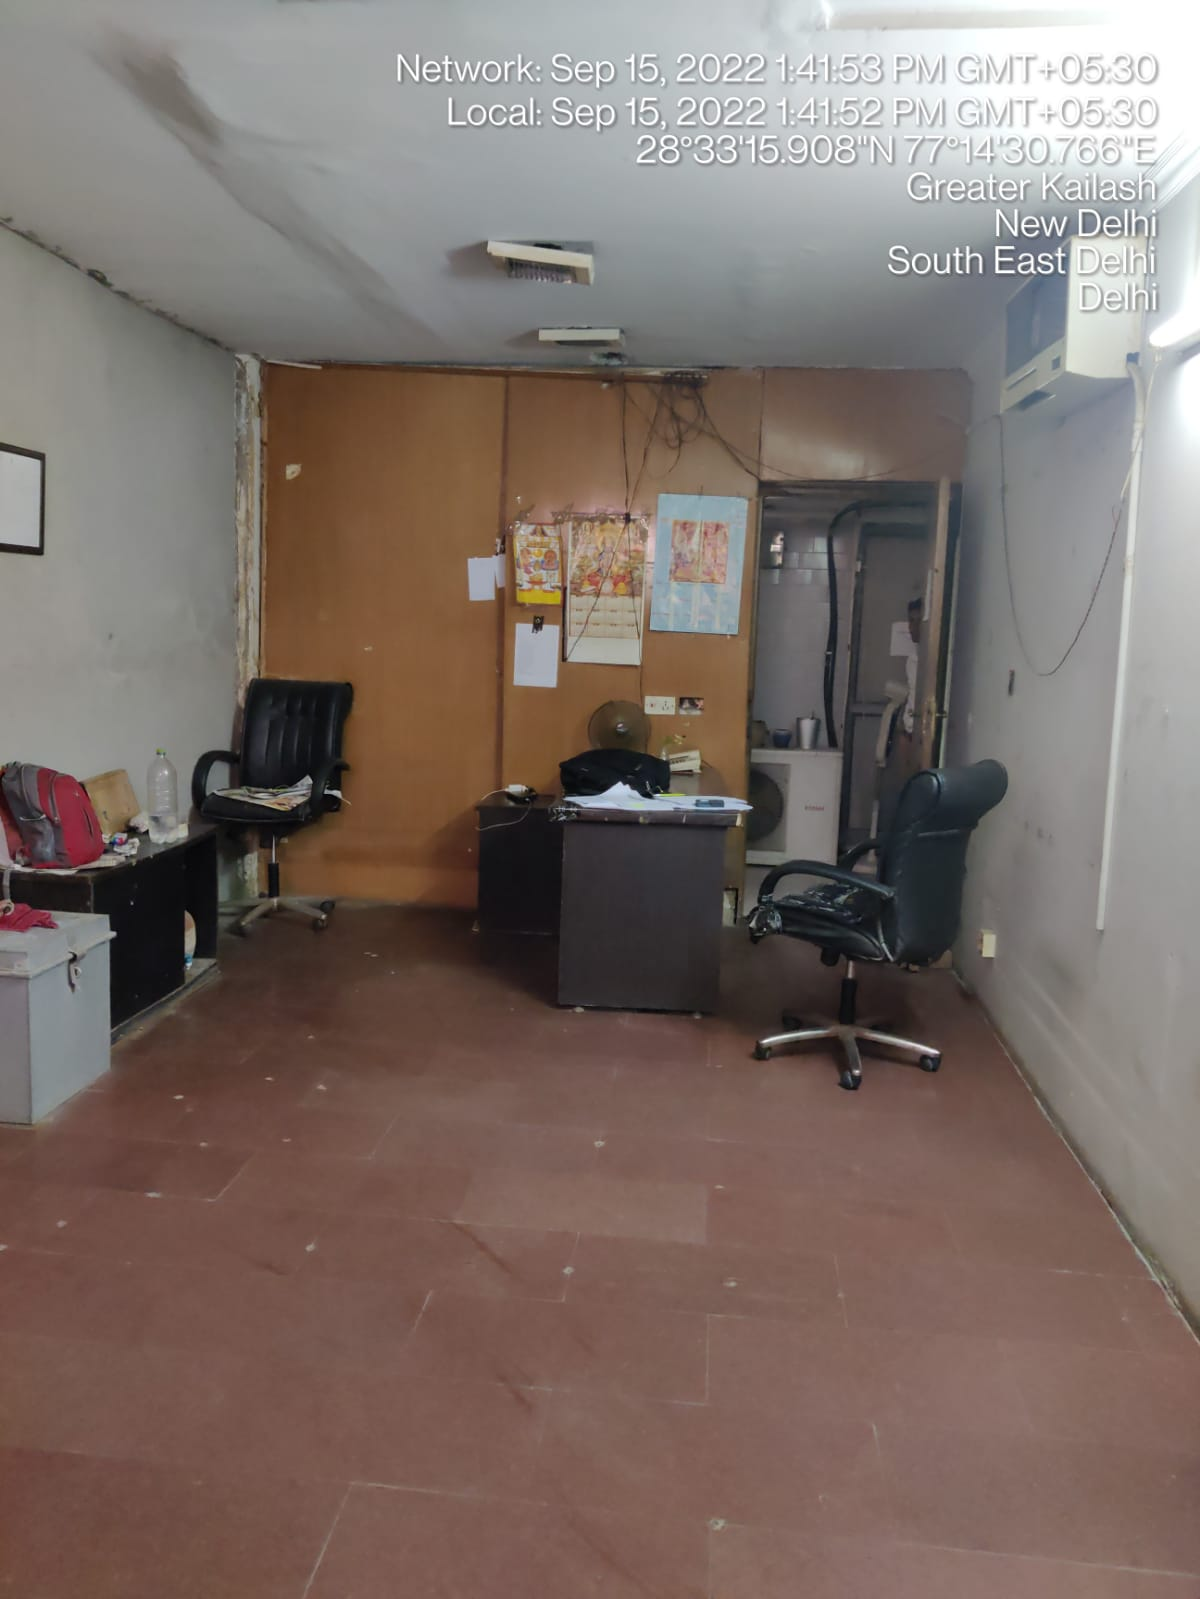 Network: Sep 15, 2022 1:41:53 PM GMT+05:30
Local: Sep 15, 2022 1:41:52 PM GMT+05:30
28°33'15.908"N 77°14'30.766"E
Greater Kailash
New Delhi
South East Delhi
Delhi